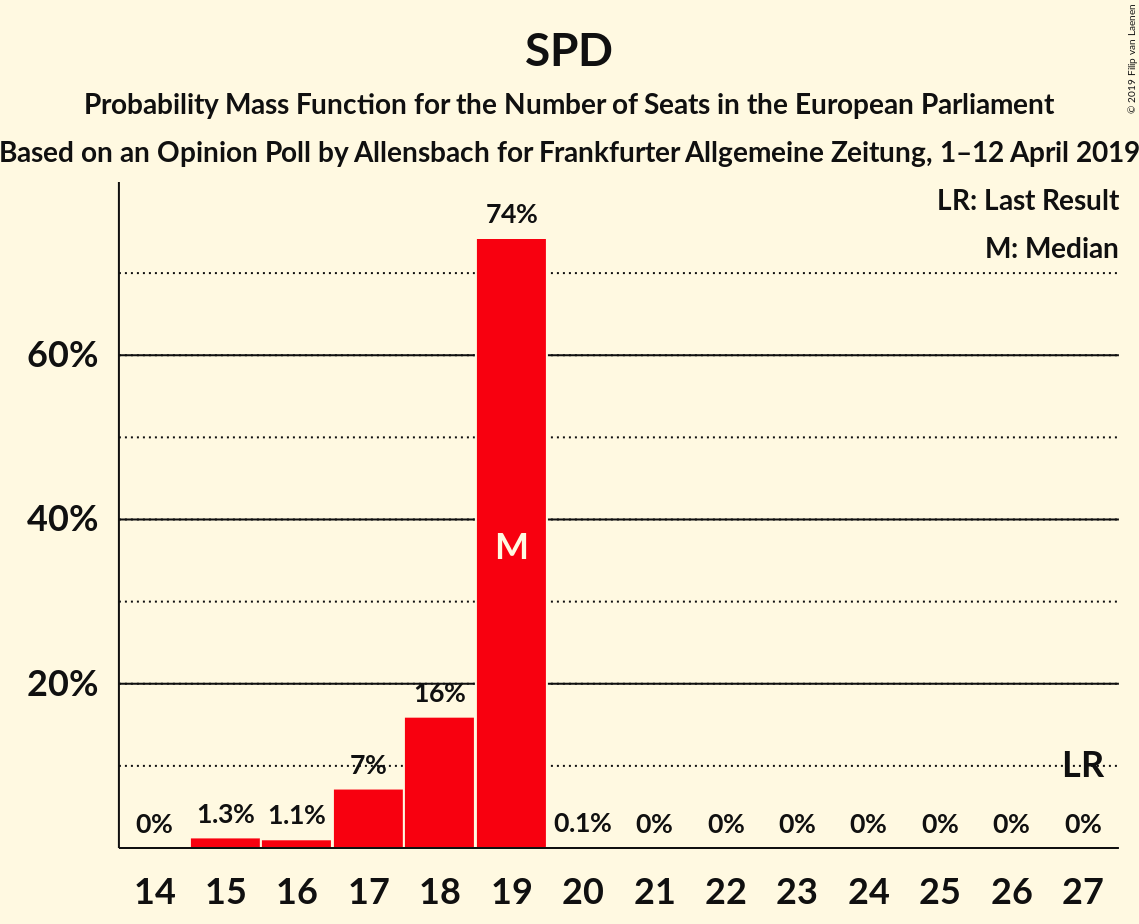 SPD
Probability Mass Function for the Number of Seats in the European Parliament
Based on an Opinion Poll by Allensbach for Frankfurter Allgemeine Zeitung, 1–12 April 2019
© 2019 Filip van Laenen
LR: Last Result
M: Median
74%
60%
40%
M
20%
16%
7%
LR
0% 1.3% 1.1% 0.1% 0% 0% 0% 0% 0% 0% 0%
14 15 16 17 18 19 20 21 22 23 24 25 26 27